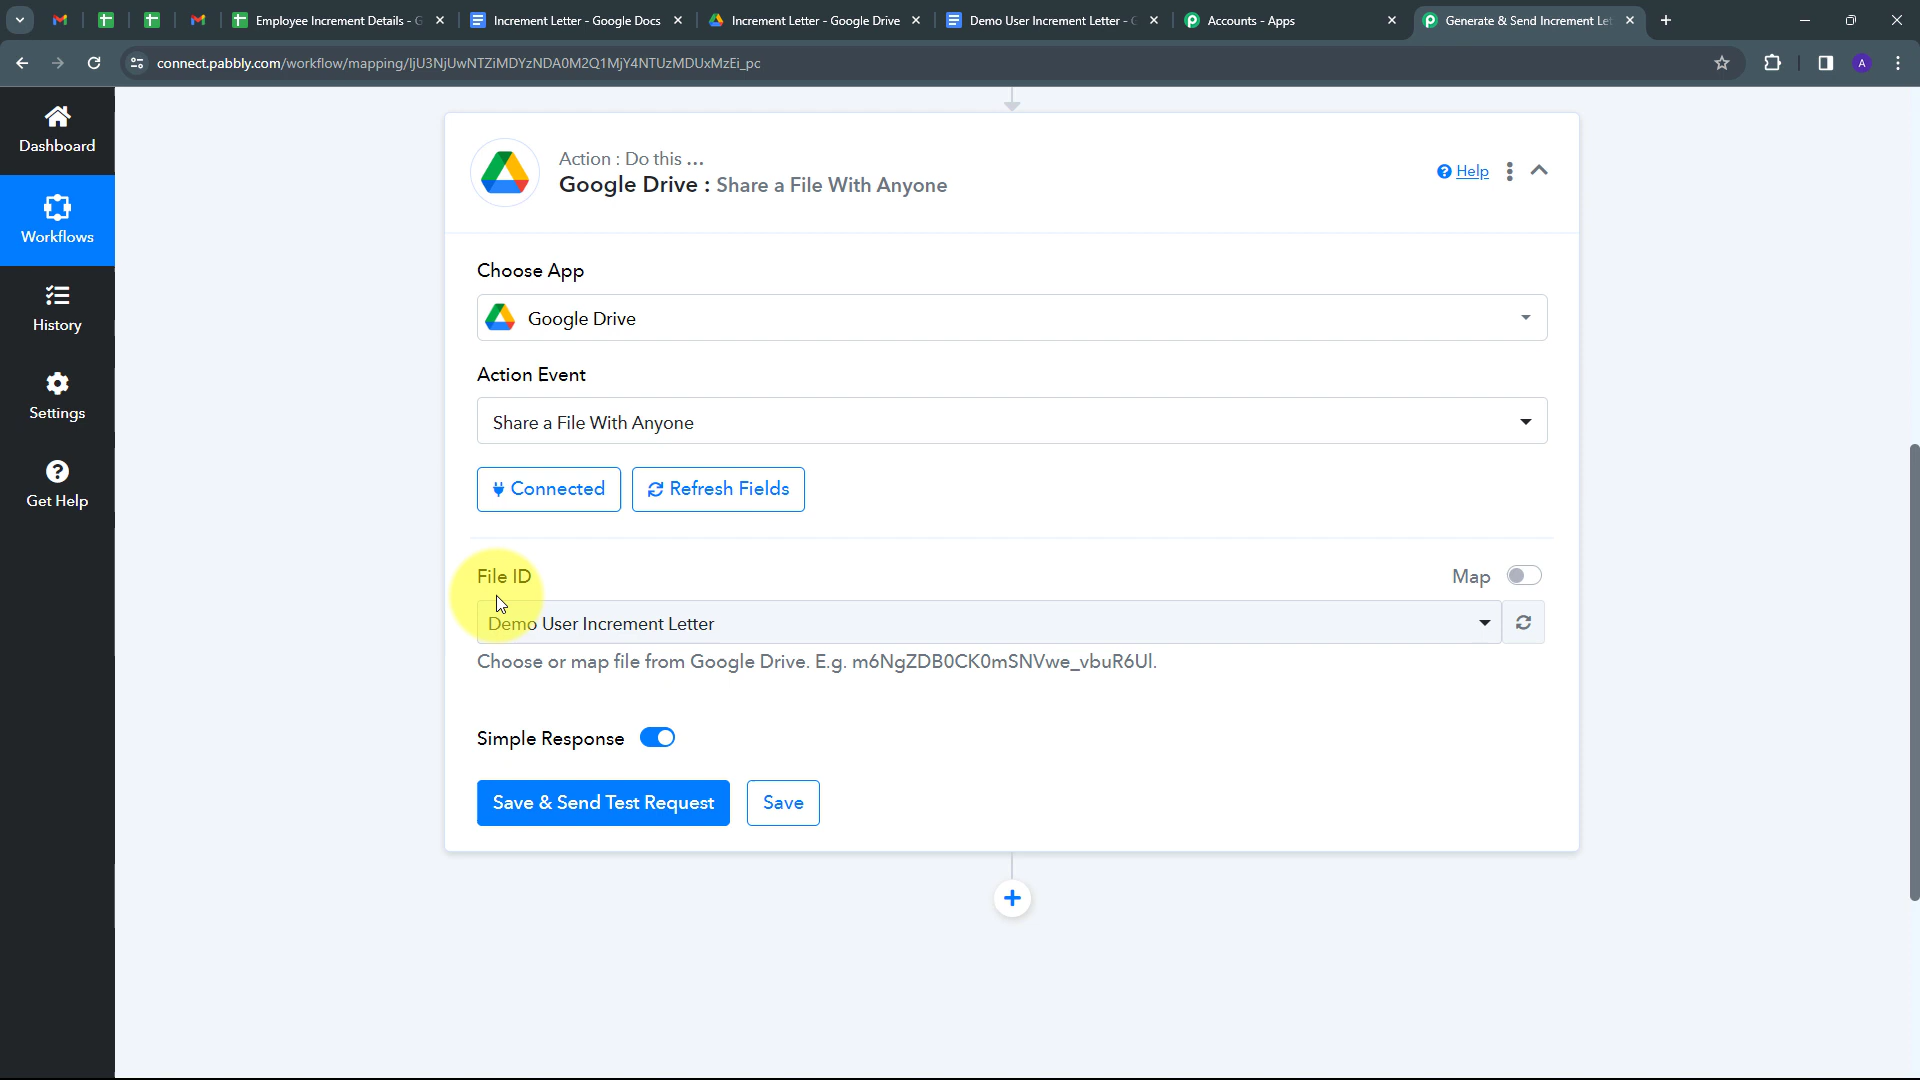 Employee Increment Details - G
Increment Letter - Google Docs
Increment Letter - Google Drive
Demo User Increment Letter -
Accounts - Apps
Generate & Send Increment Let
connect.pabbly.com/workflow/mapping/IjU3NjUwNTZiMDYzNDA0M2Q1MjY4NTUzMDUxMzEi_pc
A
Dashboard
Workflows
History
Settings
Get Help
Action : Do this ...
Google Drive : Share a File With Anyone
Help
Choose App
Google Drive
Action Event
Share a File With Anyone
Connected
Refresh Fields
File ID
Map
Demo User Increment Letter
Choose or map file from Google Drive. E.g. m6NgZDB0CK0mSNVwe_vbuR6Ul.
Simple Response
Save & Send Test Request
Save